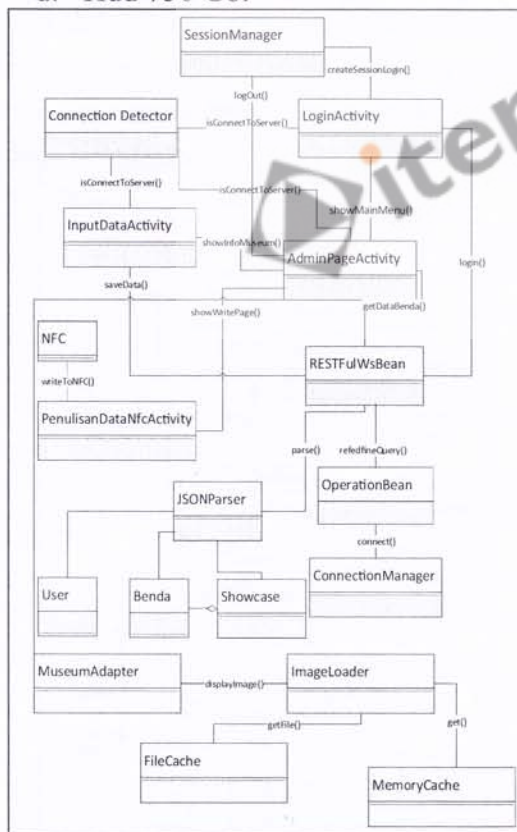 SessionManager
createSessionLogin()
logOut()
Connection Detector
isConnectToServer()
LoginActivity
isConnectToServer()
isConnectToServer()
showMainMenu()
InputDataActivity
showInfoMuseum()
AdminPageActivity
login()
saveData()
showWritePage()
getDataBenda()
NFC
RESTFulWsBean
writeToNFC()
PenulisanDataNfcActivity
parse()
refedfineQuery()
JSONParser
OperationBean
connect()
User
Benda
Showcase
ConnectionManager
MuseumAdapter
displayImage()
ImageLoader
getFile()
get()
FileCache
MemoryCache